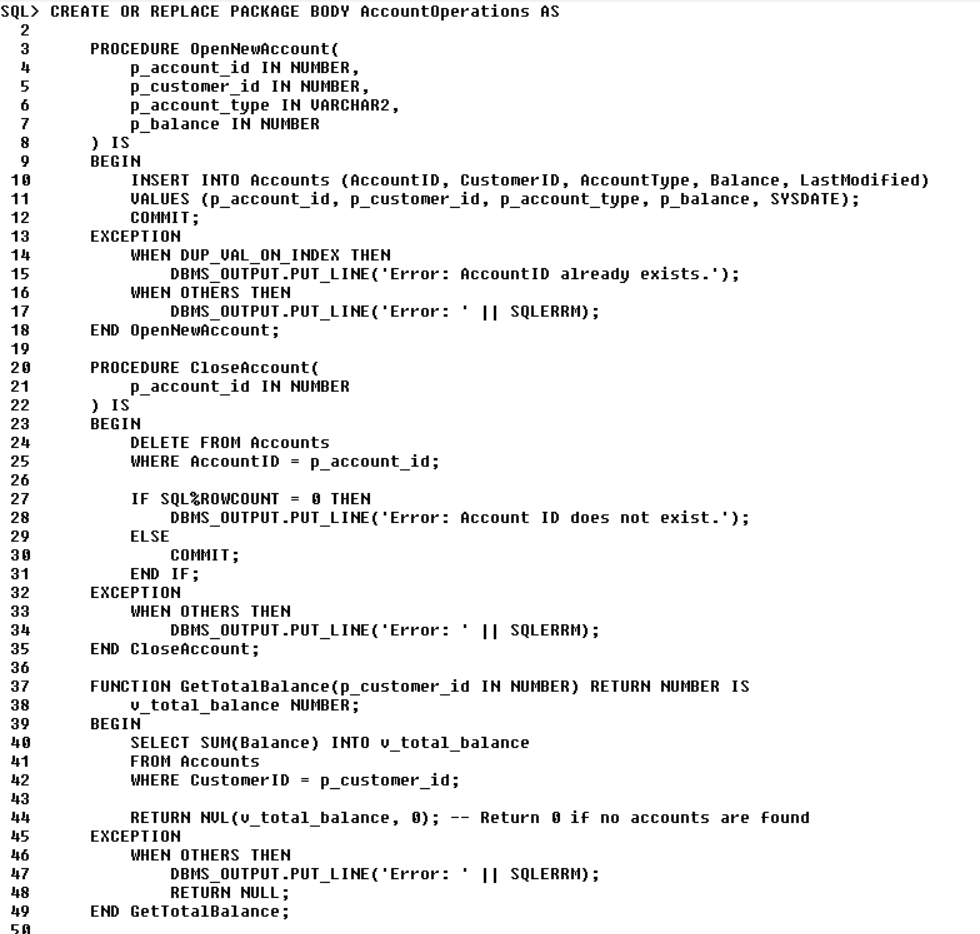 SQL> CREATE OR REPLACE PACKAGE BODY AccountOperations AS
2
3 PROCEDURE OpenNewAccount(
4 p_account_id IN NUMBER,
5 p_customer_id IN NUMBER,
6 p_account_type IN VARCHAR2,
7 p_balance IN NUMBER
8 ) IS
9 BEGIN
10 INSERT INTO Accounts (AccountID, CustomerID, AccountType, Balance, LastModified)
11 VALUES (p_account_id, p_customer_id, p_account_type, p_balance, SYSDATE);
12 COMMIT;
13 EXCEPTION
14 WHEN DUP_VAL_ON_INDEX THEN
15 DBMS_OUTPUT.PUT_LINE('Error: AccountID already exists.');
16 WHEN OTHERS THEN
17 DBMS_OUTPUT.PUT_LINE('Error: ' || SQLERRM);
18 END OpenNewAccount;
19
20 PROCEDURE CloseAccount(
21 p_account_id IN NUMBER
22 ) IS
23 BEGIN
24 DELETE FROM Accounts
25 WHERE AccountID = p_account_id;
26
27 IF SQL%ROWCOUNT = 0 THEN
28 DBMS_OUTPUT.PUT_LINE('Error: Account ID does not exist.');
29 ELSE
30 COMMIT;
31 END IF;
32 EXCEPTION
33 WHEN OTHERS THEN
34 DBMS_OUTPUT.PUT_LINE('Error: ' || SQLERRM);
35 END CloseAccount;
36
37 FUNCTION GetTotalBalance(p_customer_id IN NUMBER) RETURN NUMBER IS
38 v_total_balance NUMBER;
39 BEGIN
40 SELECT SUM(Balance) INTO v_total_balance
41 FROM Accounts
42 WHERE CustomerID = p_customer_id;
43
44 RETURN NVL(v_total_balance, 0); -- Return 0 if no accounts are found
45 EXCEPTION
46 WHEN OTHERS THEN
47 DBMS_OUTPUT.PUT_LINE('Error: ' || SQLERRM);
48 RETURN NULL;
49 END GetTotalBalance;
50